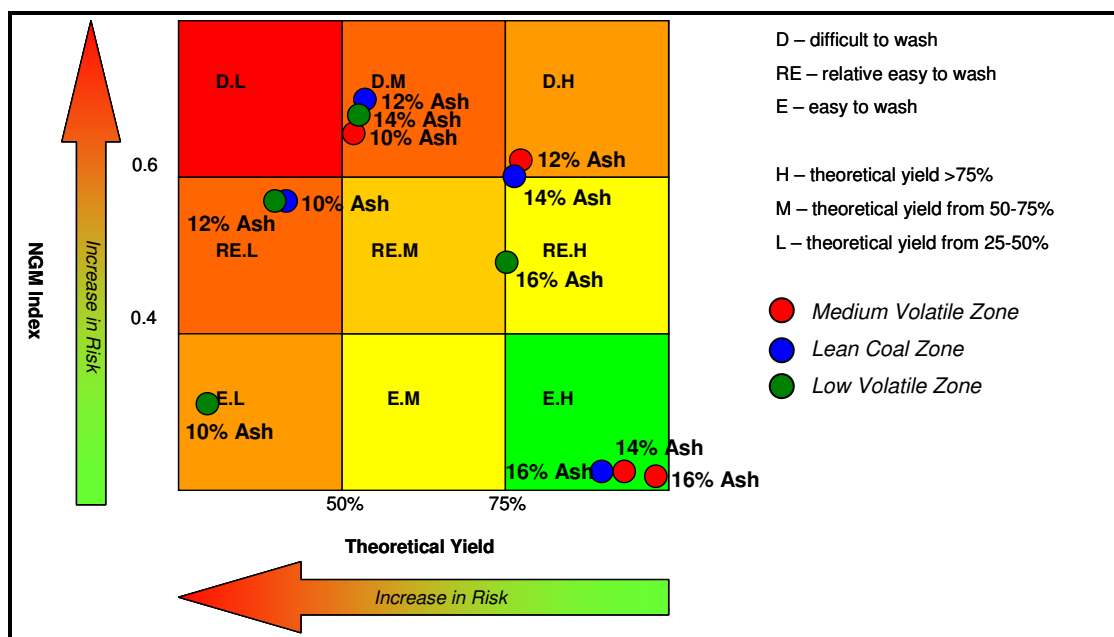 NGM Index
Increase in Risk
0.6
0.4
D.L
D.M
D.H
12% Ash
14% Ash
10% Ash
12% Ash
14% Ash
10% Ash
12% Ash
RE.L
RE.M
RE.H
16% Ash
E.L
E.M
E.H
10% Ash
14% Ash
16% Ash
16% Ash
50%
75%
Theoretical Yield
Increase in Risk
D – difficult to wash
RE – relative easy to wash
E – easy to wash
H – theoretical yield >75%
M – theoretical yield from 50-75%
L – theoretical yield from 25-50%
Medium Volatile Zone
Lean Coal Zone
Low Volatile Zone